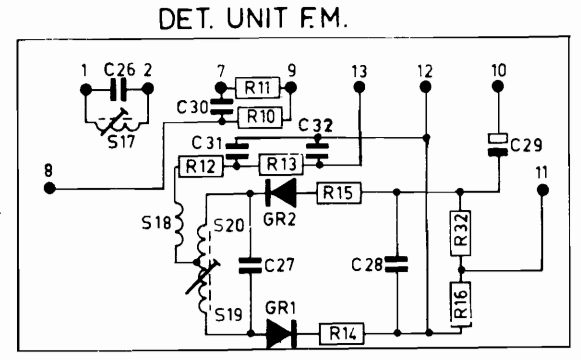 DET. UNIT F.M.
1 C26 2 7 R11 9 13 12 10
C30 R10
S17 C31 C32 C29
8 R12 R13 11
S18 S20 GR2 R15 R32
C27 C28
S19 GR1 R14 R16